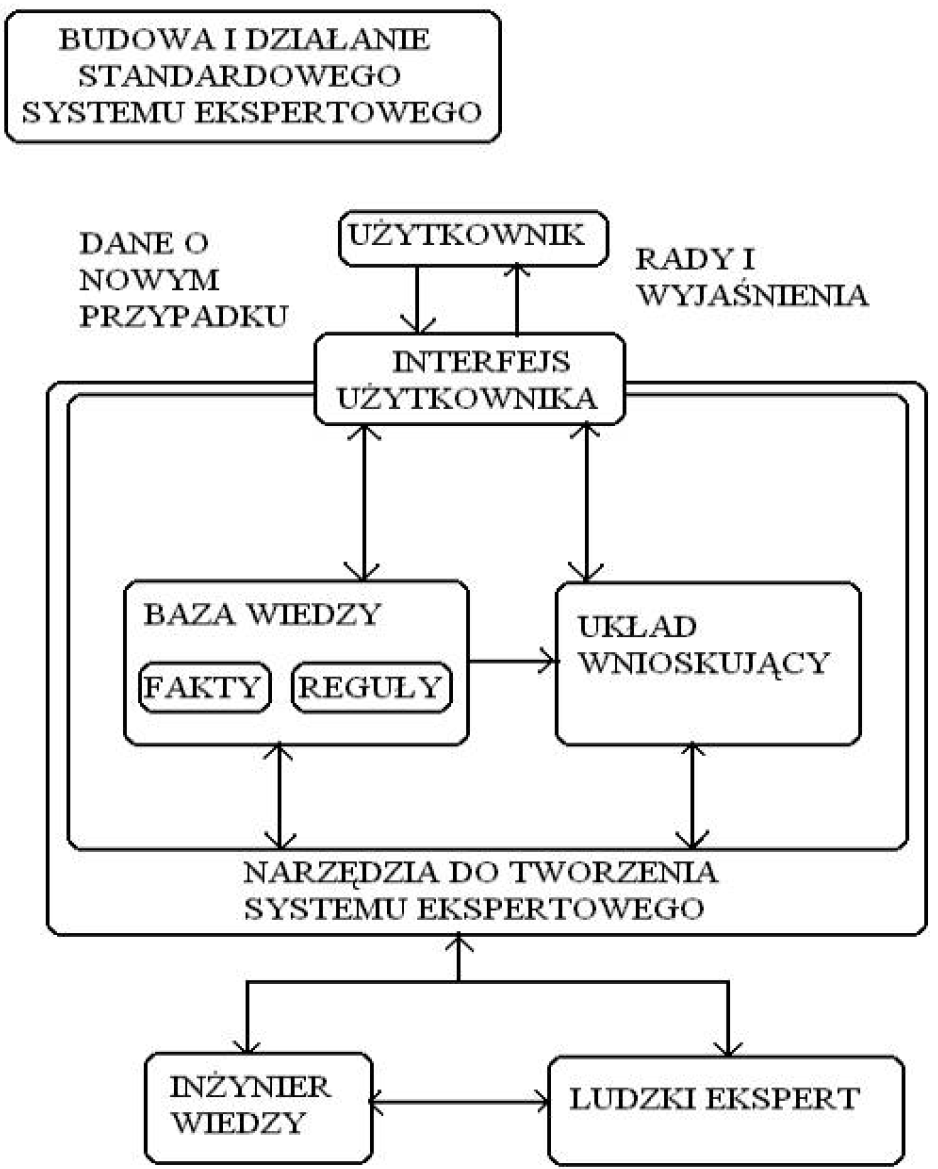 BUDOWA I DZIAŁANIE
STANDARDOWEGO
SYSTEMU EKSPERTOWEGO
DANE O
NOWYM
PRZYPADKU
UŻYTKOWNIK
RADY I
WYJAŚNIENIA
INTERFEJS
UŻYTKOWNIKA
BAZA WIEDZY
FAKTY
REGUŁY
UKŁAD
WNIOSKUJĄCY
NARZĘDZIA DO TWORZENIA
SYSTEMU EKSPERTOWEGO
INŻYNIER
WIEDZY
LUDZKI EKSPERT